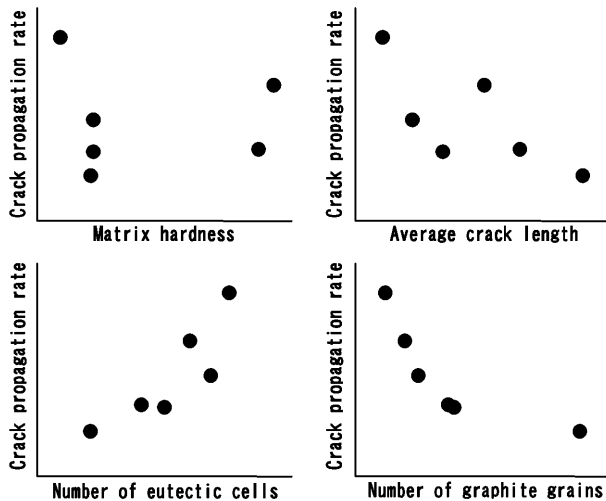 Crack propagation rate
Matrix hardness
Crack propagation rate
Average crack length
Crack propagation rate
Number of eutectic cells
Crack propagation rate
Number of graphite grains